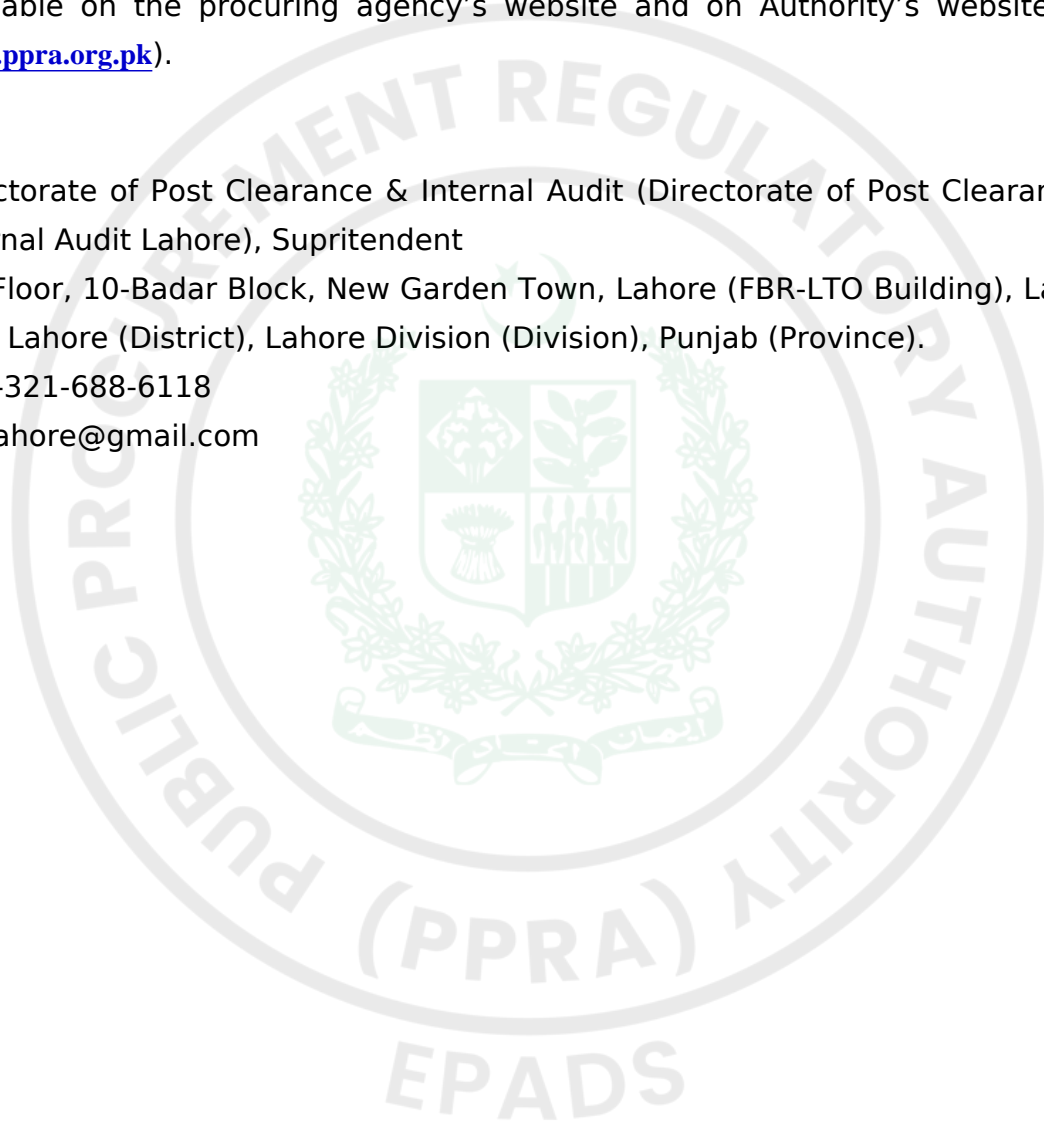 able on the procuring agency's website and on Authority's website
.ppra.org.pk).
ctorate of Post Clearance & Internal Audit (Directorate of Post Clearan
rnal Audit Lahore), Supritendent
Floor, 10-Badar Block, New Garden Town, Lahore (FBR-LTO Building), La
Lahore (District), Lahore Division (Division), Punjab (Province).
-321-688-6118
ahore@gmail.com
PUBLIC PROCUREMENT REGULATORY AUTHORITY
(PPRA)
EPADS